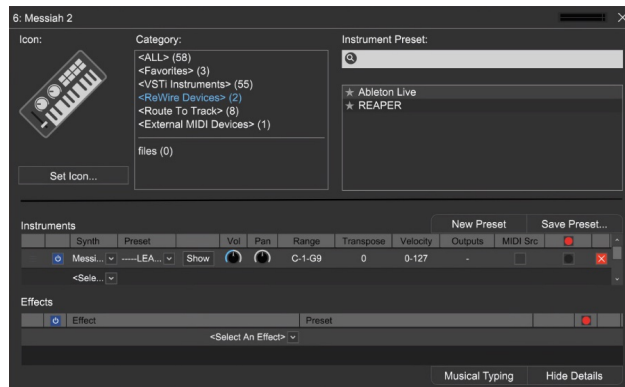 6: Messiah 2
Icon:
Category:
Instrument Preset:
<ALL> (58)
<Favorites> (3)
<VSTi Instruments> (55)
<ReWire Devices> (2)
<Route To Track> (8)
<External MIDI Devices> (1)
files (0)
Ableton Live
REAPER
Set Icon...
Instruments
New Preset
Save Preset...
Synth Preset Vol Pan Range Transpose Velocity Outputs MIDI Src
Messi... -----LEA... Show C-1-G9 0 0-127 -
<Sele...
Effects
Effect Preset
<Select An Effect>
Musical Typing
Hide Details